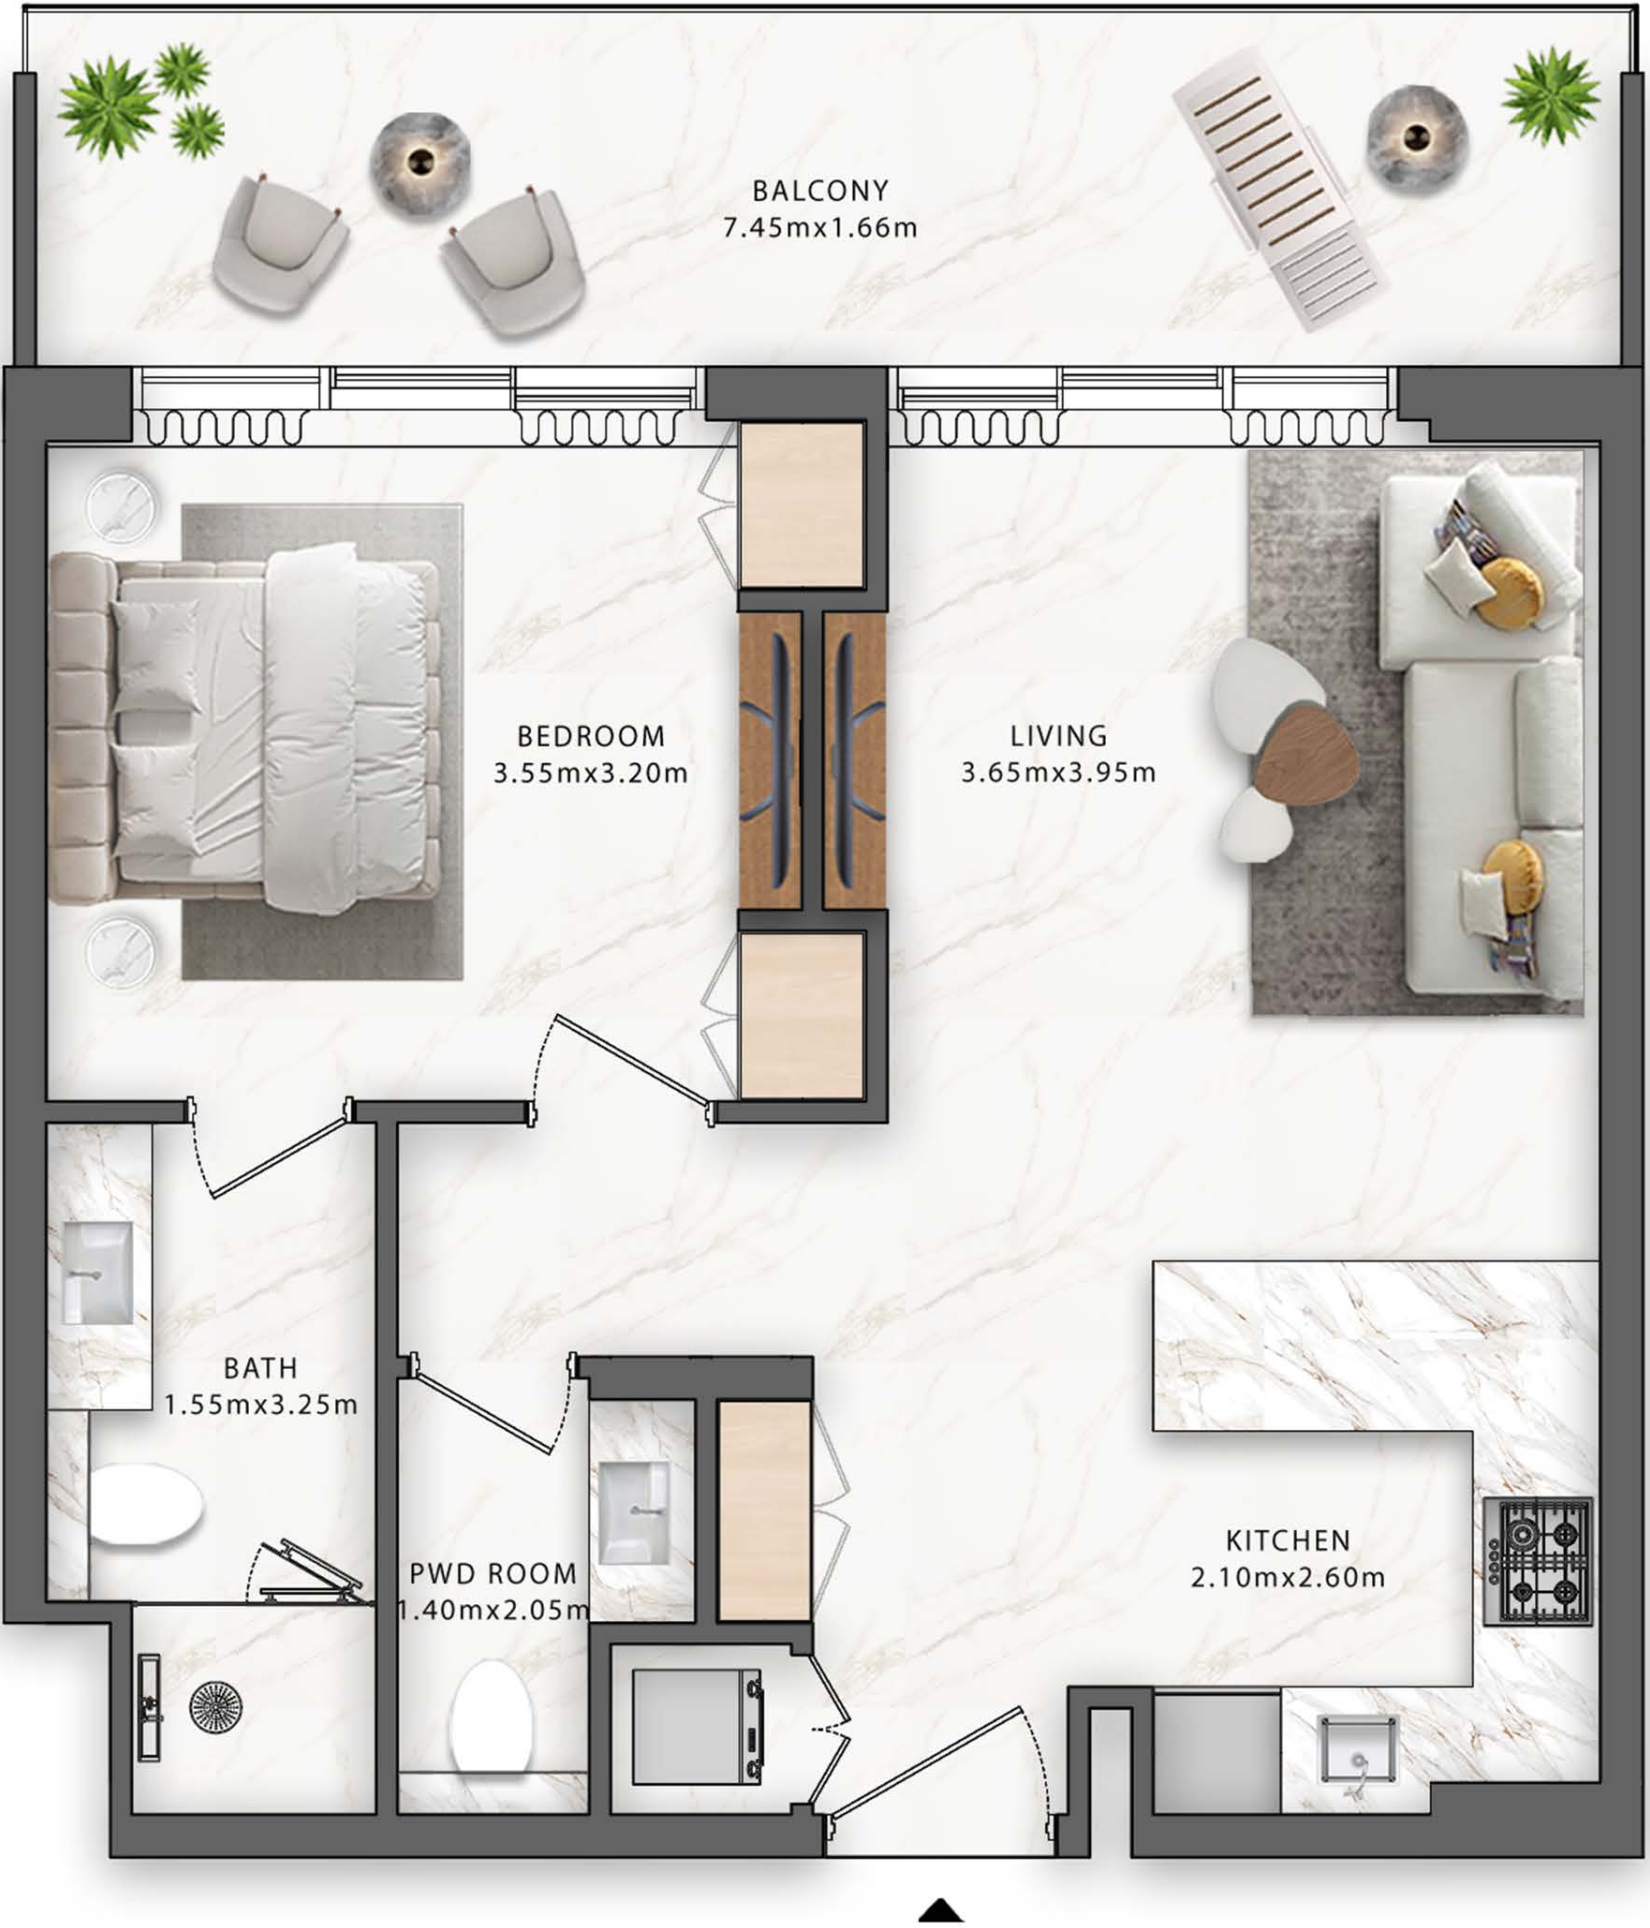 BALCONY
7.45mx1.66m
BEDROOM
3.55mx3.20m
LIVING
3.65mx3.95m
BATH
1.55mx3.25m
PWD ROOM
1.40mx2.05m
KITCHEN
2.10mx2.60m